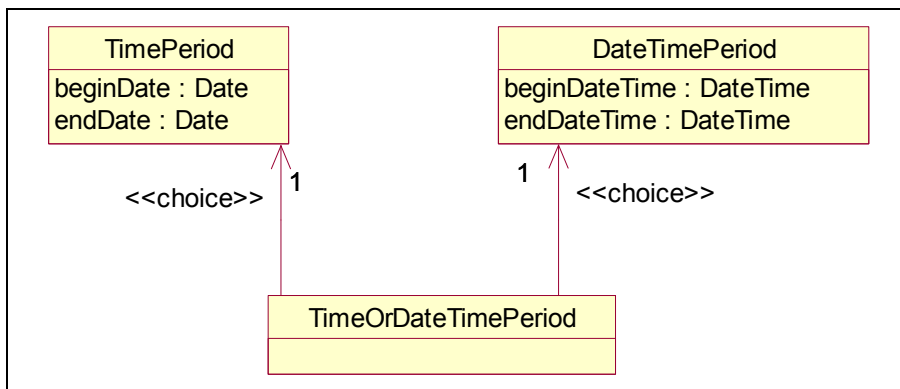 TimePeriod
beginDate : Date
endDate : Date
DateTimePeriod
beginDateTime : DateTime
endDateTime : DateTime
1
<<choice>>
1
<<choice>>
TimeOrDateTimePeriod